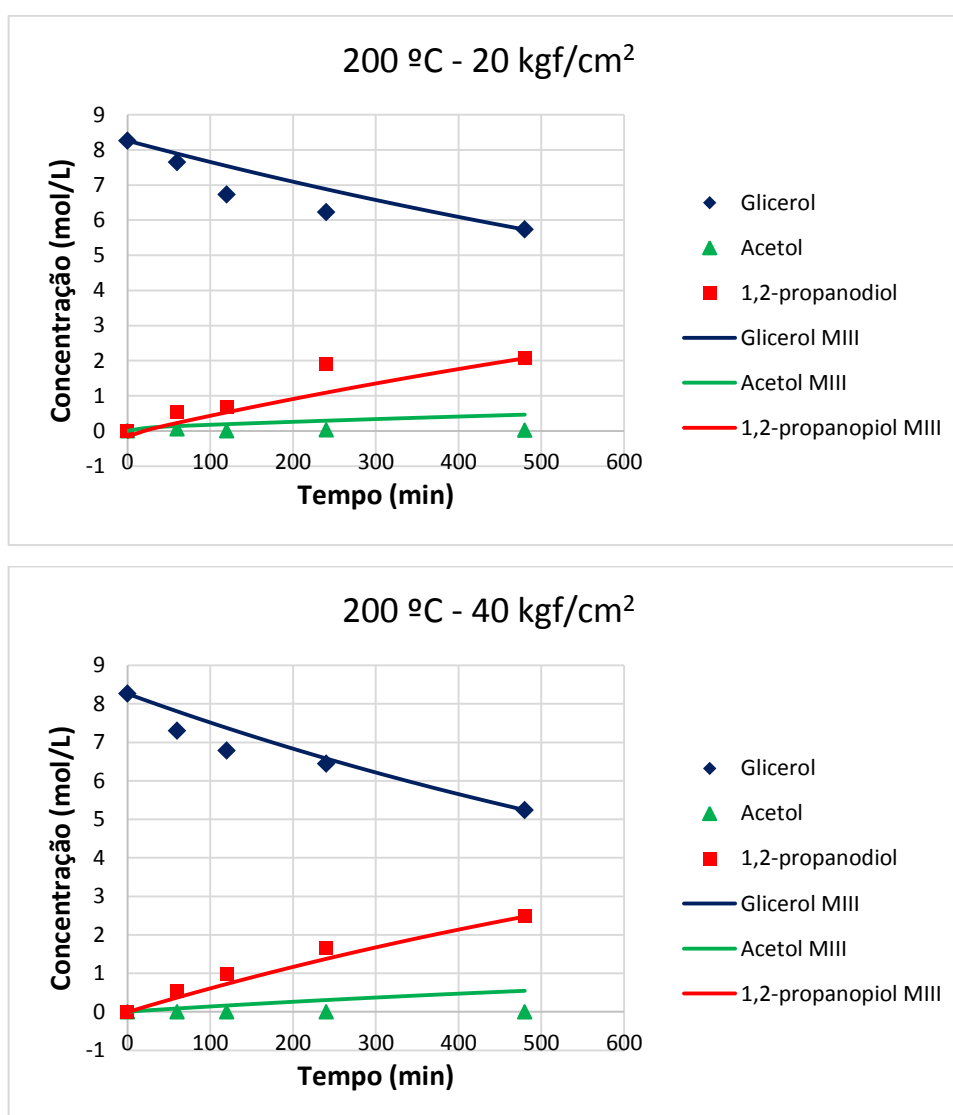 200 ºC - 20 kgf/cm²
Concentração (mol/L)
9
8
7
6
5
4
3
2
1
0
-1
0 100 200 300 400 500 600
Tempo (min)
Glicerol
Acetol
1,2-propanodiol
Glicerol MIII
Acetol MIII
1,2-propanopiol MIII
200 ºC - 40 kgf/cm²
Concentração (mol/L)
9
8
7
6
5
4
3
2
1
0
-1
0 100 200 300 400 500 600
Tempo (min)
Glicerol
Acetol
1,2-propanodiol
Glicerol MIII
Acetol MIII
1,2-propanopiol MIII